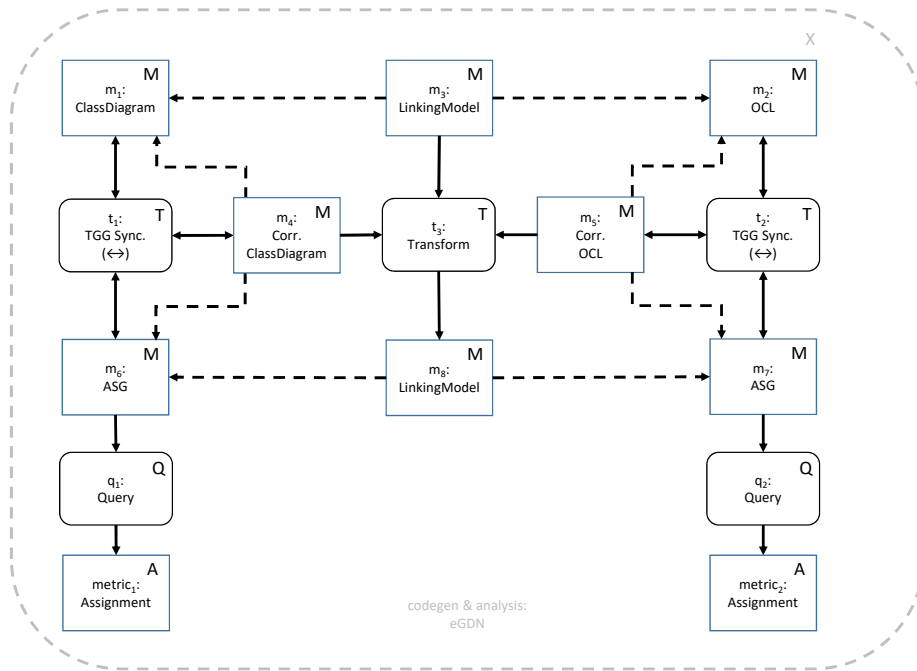 X
M
m₁:
ClassDiagram
M
m₃:
LinkingModel
M
m₂:
OCL
T
t₁:
TGG Sync.
(↔)
M
m₄:
Corr.
ClassDiagram
T
t₃:
Transform
M
m₅:
Corr.
OCL
T
t₂:
TGG Sync.
(↔)
M
m₆:
ASG
M
m₈:
LinkingModel
M
m₇:
ASG
Q
q₁:
Query
Q
q₂:
Query
A
metric₁:
Assignment
A
metric₂:
Assignment
codegen & analysis:
eGDN